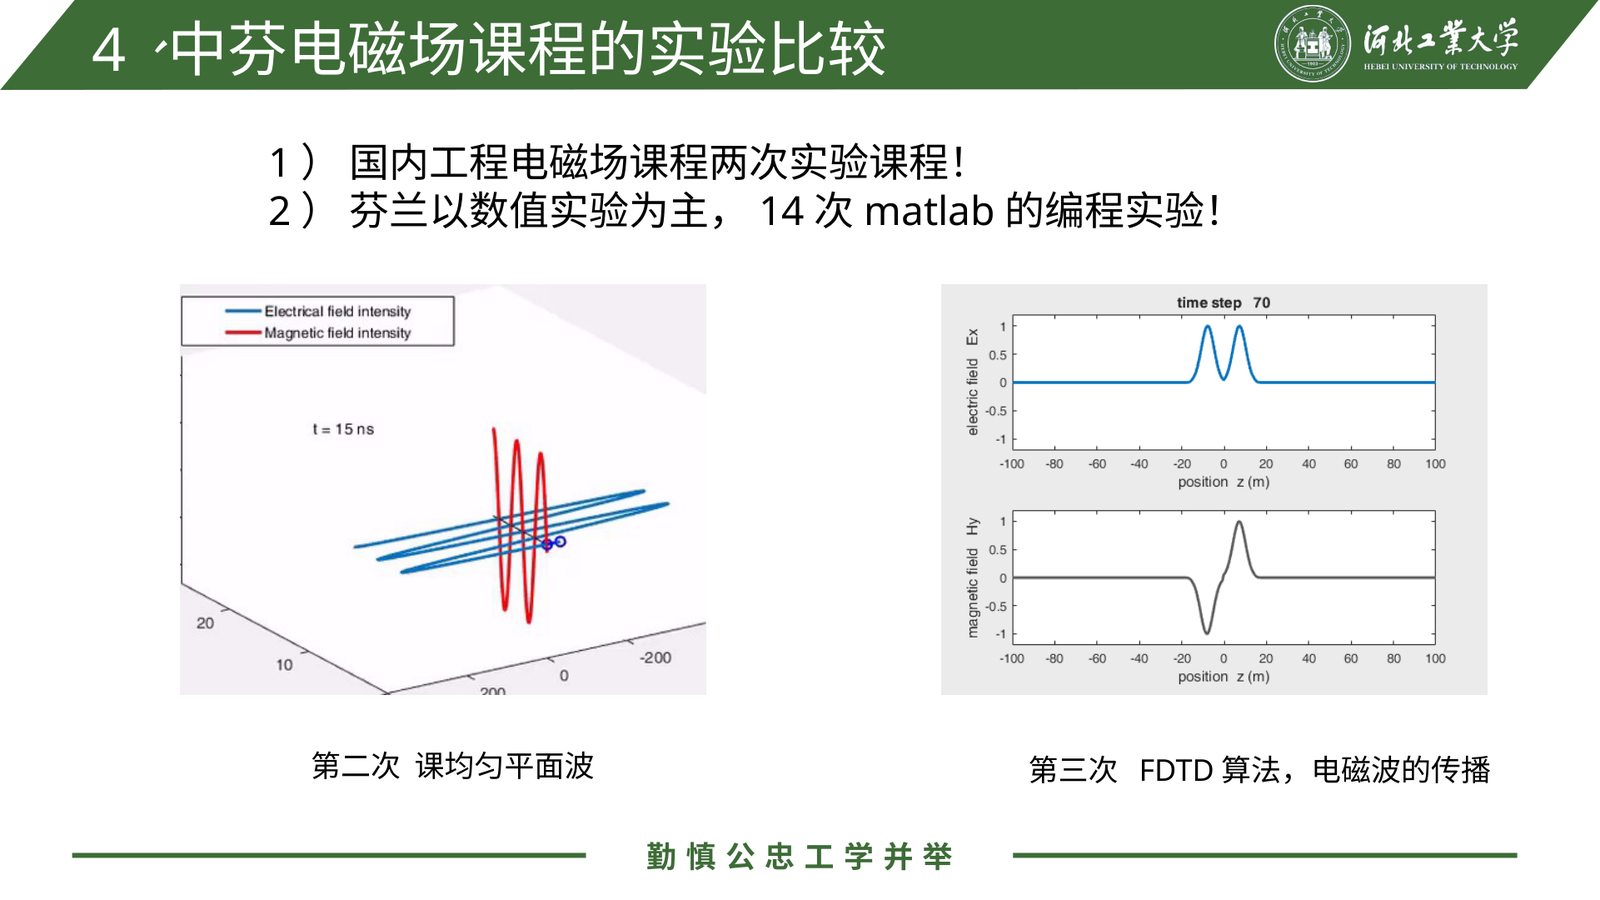 4、中芬电磁场课程的实验比较
河北工業大学
HEBEI UNIVERSITY OF TECHNOLOGY
1） 国内工程电磁场课程两次实验课程！
2） 芬兰以数值实验为主， 14 次 matlab 的编程实验！
Electrical field intensity
Magnetic field intensity
t = 15 ns
20
10
200
0
-200
time step 70
electric field Ex
1
0.5
0
-0.5
-1
-100 -80 -60 -40 -20 0 20 40 60 80 100
position z (m)
magnetic field Hy
1
0.5
0
-0.5
-1
-100 -80 -60 -40 -20 0 20 40 60 80 100
position z (m)
第二次 课均匀平面波
第三次 FDTD 算法，电磁波的传播
勤慎公忠工学并举